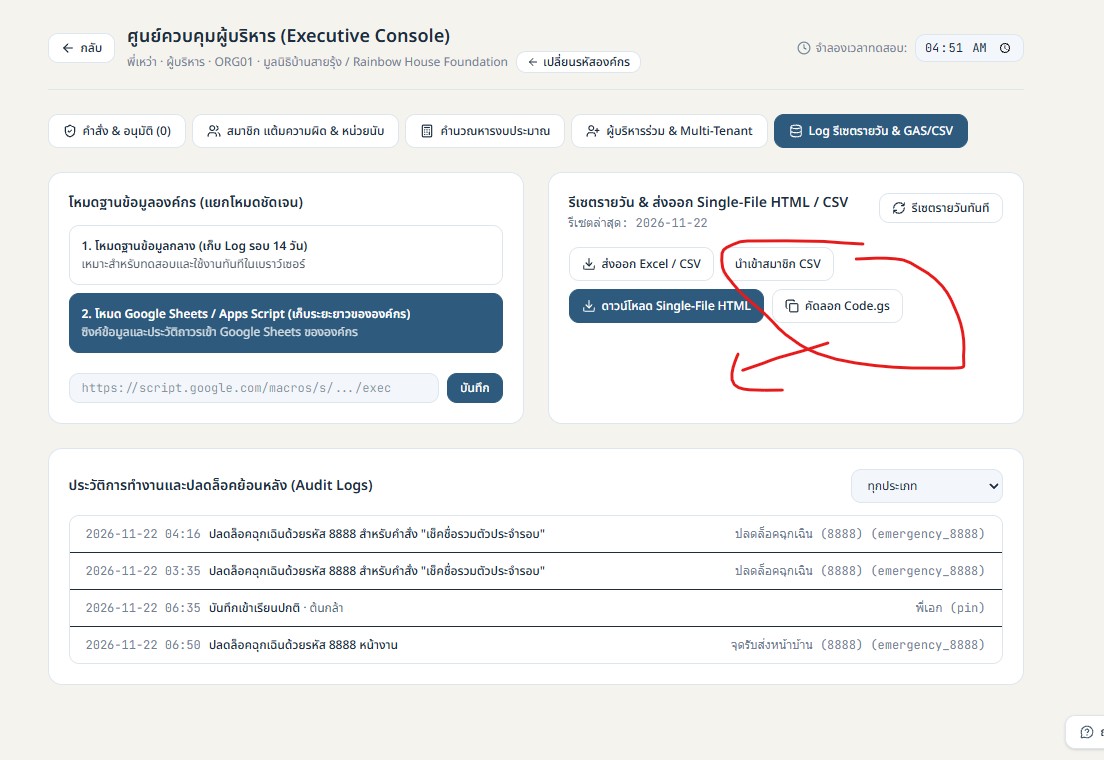 กลับ
ศูนย์ควบคุมผู้บริหาร (Executive Console)
พี่เหว่า · ผู้บริหาร · ORG01 · มูลนิธิบ้านสายรุ้ง / Rainbow House Foundation
เปลี่ยนรหัสองค์กร
จำลองเวลาทดสอบ:
04:51 AM
คำสั่ง & อนุมัติ (0)
สมาชิก แต้มความผิด & หน่วยนับ
คำนวณหารงบประมาณ
ผู้บริหารร่วม & Multi-Tenant
Log รีเซตรายวัน & GAS/CSV
โหมดฐานข้อมูลองค์กร (แยกโหมดชัดเจน)
1. โหมดฐานข้อมูลกลาง (เก็บ Log รอบ 14 วัน)
เหมาะสำหรับทดสอบและใช้งานทันทีในเบราว์เซอร์
2. โหมด Google Sheets / Apps Script (เก็บระยะยาวขององค์กร)
ซิงค์ข้อมูลและประวัติถาวรเข้า Google Sheets ขององค์กร
https://script.google.com/macros/s/.../exec
บันทึก
รีเซตรายวัน & ส่งออก Single-File HTML / CSV
รีเซตล่าสุด: 2026-11-22
รีเซตรายวันทันที
ส่งออก Excel / CSV
นำเข้าสมาชิก CSV
ดาวน์โหลด Single-File HTML
คัดลอก Code.gs
ประวัติการทำงานและปลดล็อคย้อนหลัง (Audit Logs)
ทุกประเภท
2026-11-22 04:16 ปลดล็อคฉุกเฉินด้วยรหัส 8888 สำหรับคำสั่ง "เช็คชื่อรวมตัวประจำรอบ" ปลดล็อคฉุกเฉิน (8888) (emergency_8888)
2026-11-22 03:35 ปลดล็อคฉุกเฉินด้วยรหัส 8888 สำหรับคำสั่ง "เช็คชื่อรวมตัวประจำรอบ" ปลดล็อคฉุกเฉิน (8888) (emergency_8888)
2026-11-22 06:35 บันทึกเข้าเรียนปกติ · ต้นกล้า พี่เอก (pin)
2026-11-22 06:50 ปลดล็อคฉุกเฉินด้วยรหัส 8888 หน้างาน จุดรับส่งหน้าบ้าน (8888) (emergency_8888)